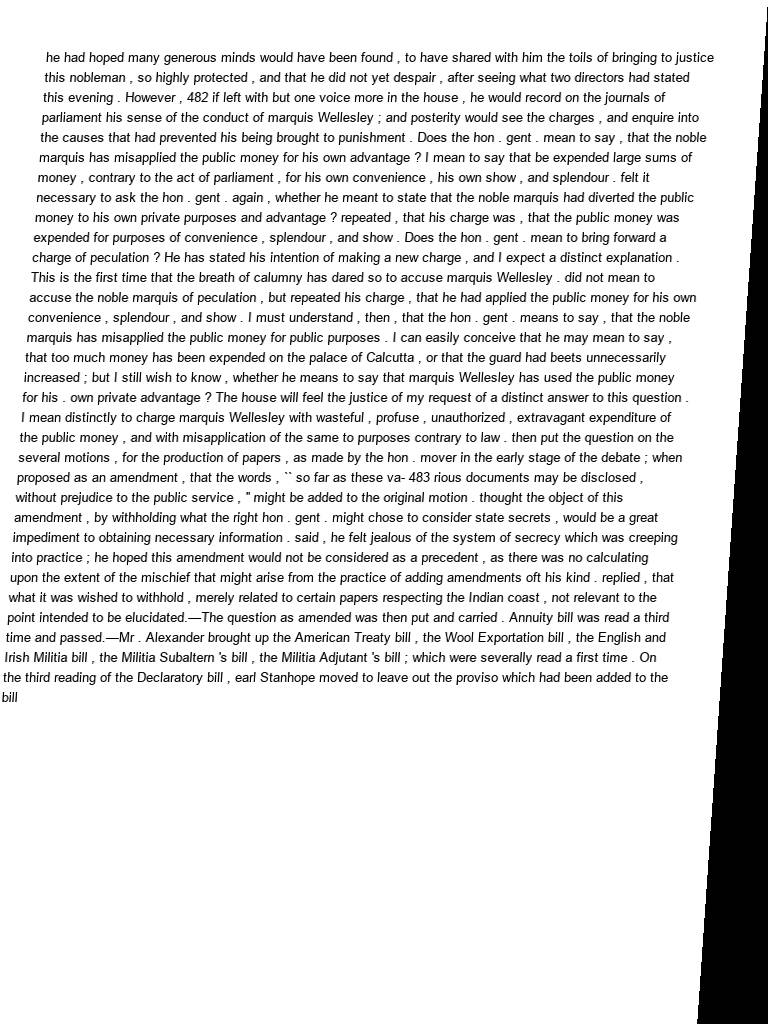 he had hoped many generous minds would have been found , to have shared with him the toils of bringing to justice
this nobleman , so highly protected , and that he did not yet despair , after seeing what two directors had stated
this evening . However , 482 if left with but one voice more in the house , he would record on the journals of
parliament his sense of the conduct of marquis Wellesley ; and posterity would see the charges , and enquire into
the causes that had prevented his being brought to punishment . Does the hon . gent . mean to say , that the noble
marquis has misapplied the public money for his own advantage ? I mean to say that be expended large sums of
money , contrary to the act of parliament , for his own convenience , his own show , and splendour . felt it
necessary to ask the hon . gent . again , whether he meant to state that the noble marquis had diverted the public
money to his own private purposes and advantage ? repeated , that his charge was , that the public money was
expended for purposes of convenience , splendour , and show . Does the hon . gent . mean to bring forward a
charge of peculation ? He has stated his intention of making a new charge , and I expect a distinct explanation .
This is the first time that the breath of calumny has dared so to accuse marquis Wellesley . did not mean to
accuse the noble marquis of peculation , but repeated his charge , that he had applied the public money for his own
convenience , splendour , and show . I must understand , then , that the hon . gent . means to say , that the noble
marquis has misapplied the public money for public purposes . I can easily conceive that he may mean to say ,
that too much money has been expended on the palace of Calcutta , or that the guard had beets unnecessarily
increased ; but I still wish to know , whether he means to say that marquis Wellesley has used the public money
for his . own private advantage ? The house will feel the justice of my request of a distinct answer to this question .
I mean distinctly to charge marquis Wellesley with wasteful , profuse , unauthorized , extravagant expenditure of
the public money , and with misapplication of the same to purposes contrary to law . then put the question on the
several motions , for the production of papers , as made by the hon . mover in the early stage of the debate ; when
proposed as an amendment , that the words , `` so far as these va- 483 rious documents may be disclosed ,
without prejudice to the public service , " might be added to the original motion . thought the object of this
amendment , by withholding what the right hon . gent . might chose to consider state secrets , would be a great
impediment to obtaining necessary information . said , he felt jealous of the system of secrecy which was creeping
into practice ; he hoped this amendment would not be considered as a precedent , as there was no calculating
upon the extent of the mischief that might arise from the practice of adding amendments oft his kind . replied , that
what it was wished to withhold , merely related to certain papers respecting the Indian coast , not relevant to the
point intended to be elucidated.—The question as amended was then put and carried . Annuity bill was read a third
time and passed.—Mr . Alexander brought up the American Treaty bill , the Wool Exportation bill , the English and
Irish Militia bill , the Militia Subaltern 's bill , the Militia Adjutant 's bill ; which were severally read a first time . On
the third reading of the Declaratory bill , earl Stanhope moved to leave out the proviso which had been added to the
bill